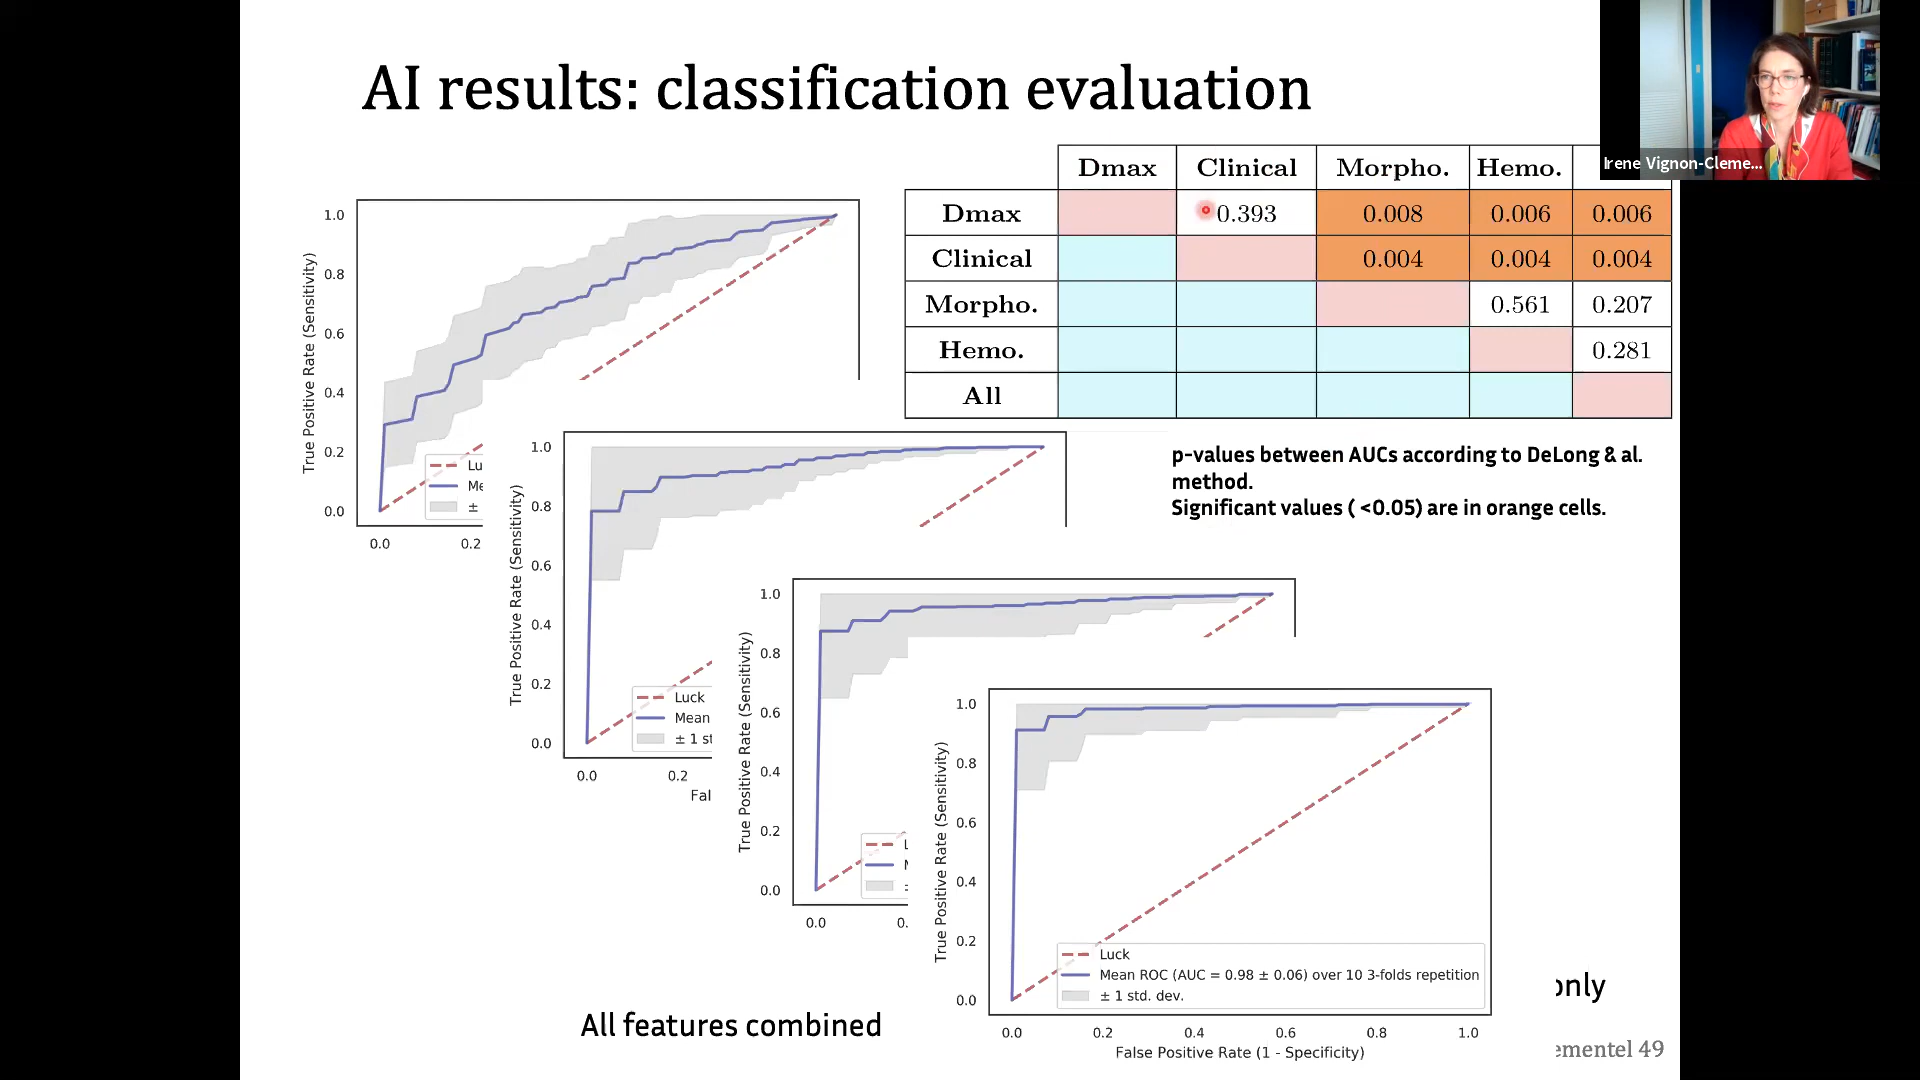 AI results: classification evaluation
Irene Vignon-Cleme...
Dmax Clinical Morpho. Hemo.
Dmax 0.393 0.008 0.006 0.006
Clinical 0.004 0.004 0.004
Morpho. 0.561 0.207
Hemo. 0.281
All
p-values between AUCs according to DeLong & al.
method.
Significant values ( <0.05) are in orange cells.
True Positive Rate (Sensitivity)
1.0
0.8
0.6
0.4
0.2
0.0
Lu
Me
±
0.0 0.2
True Positive Rate (Sensitivity)
1.0
0.8
0.6
0.4
0.2
0.0
Luck
Mean
± 1 st
0.0 0.2
Fal
True Positive Rate (Sensitivity)
1.0
0.8
0.6
0.4
0.2
0.0
0.0 0.
True Positive Rate (Sensitivity)
1.0
0.8
0.6
0.4
0.2
0.0
Luck
Mean ROC (AUC = 0.98 ± 0.06) over 10 3-folds repetition
± 1 std. dev.
0.0 0.2 0.4 0.6 0.8 1.0
False Positive Rate (1 - Specificity)
All features combined
only
ementel 49